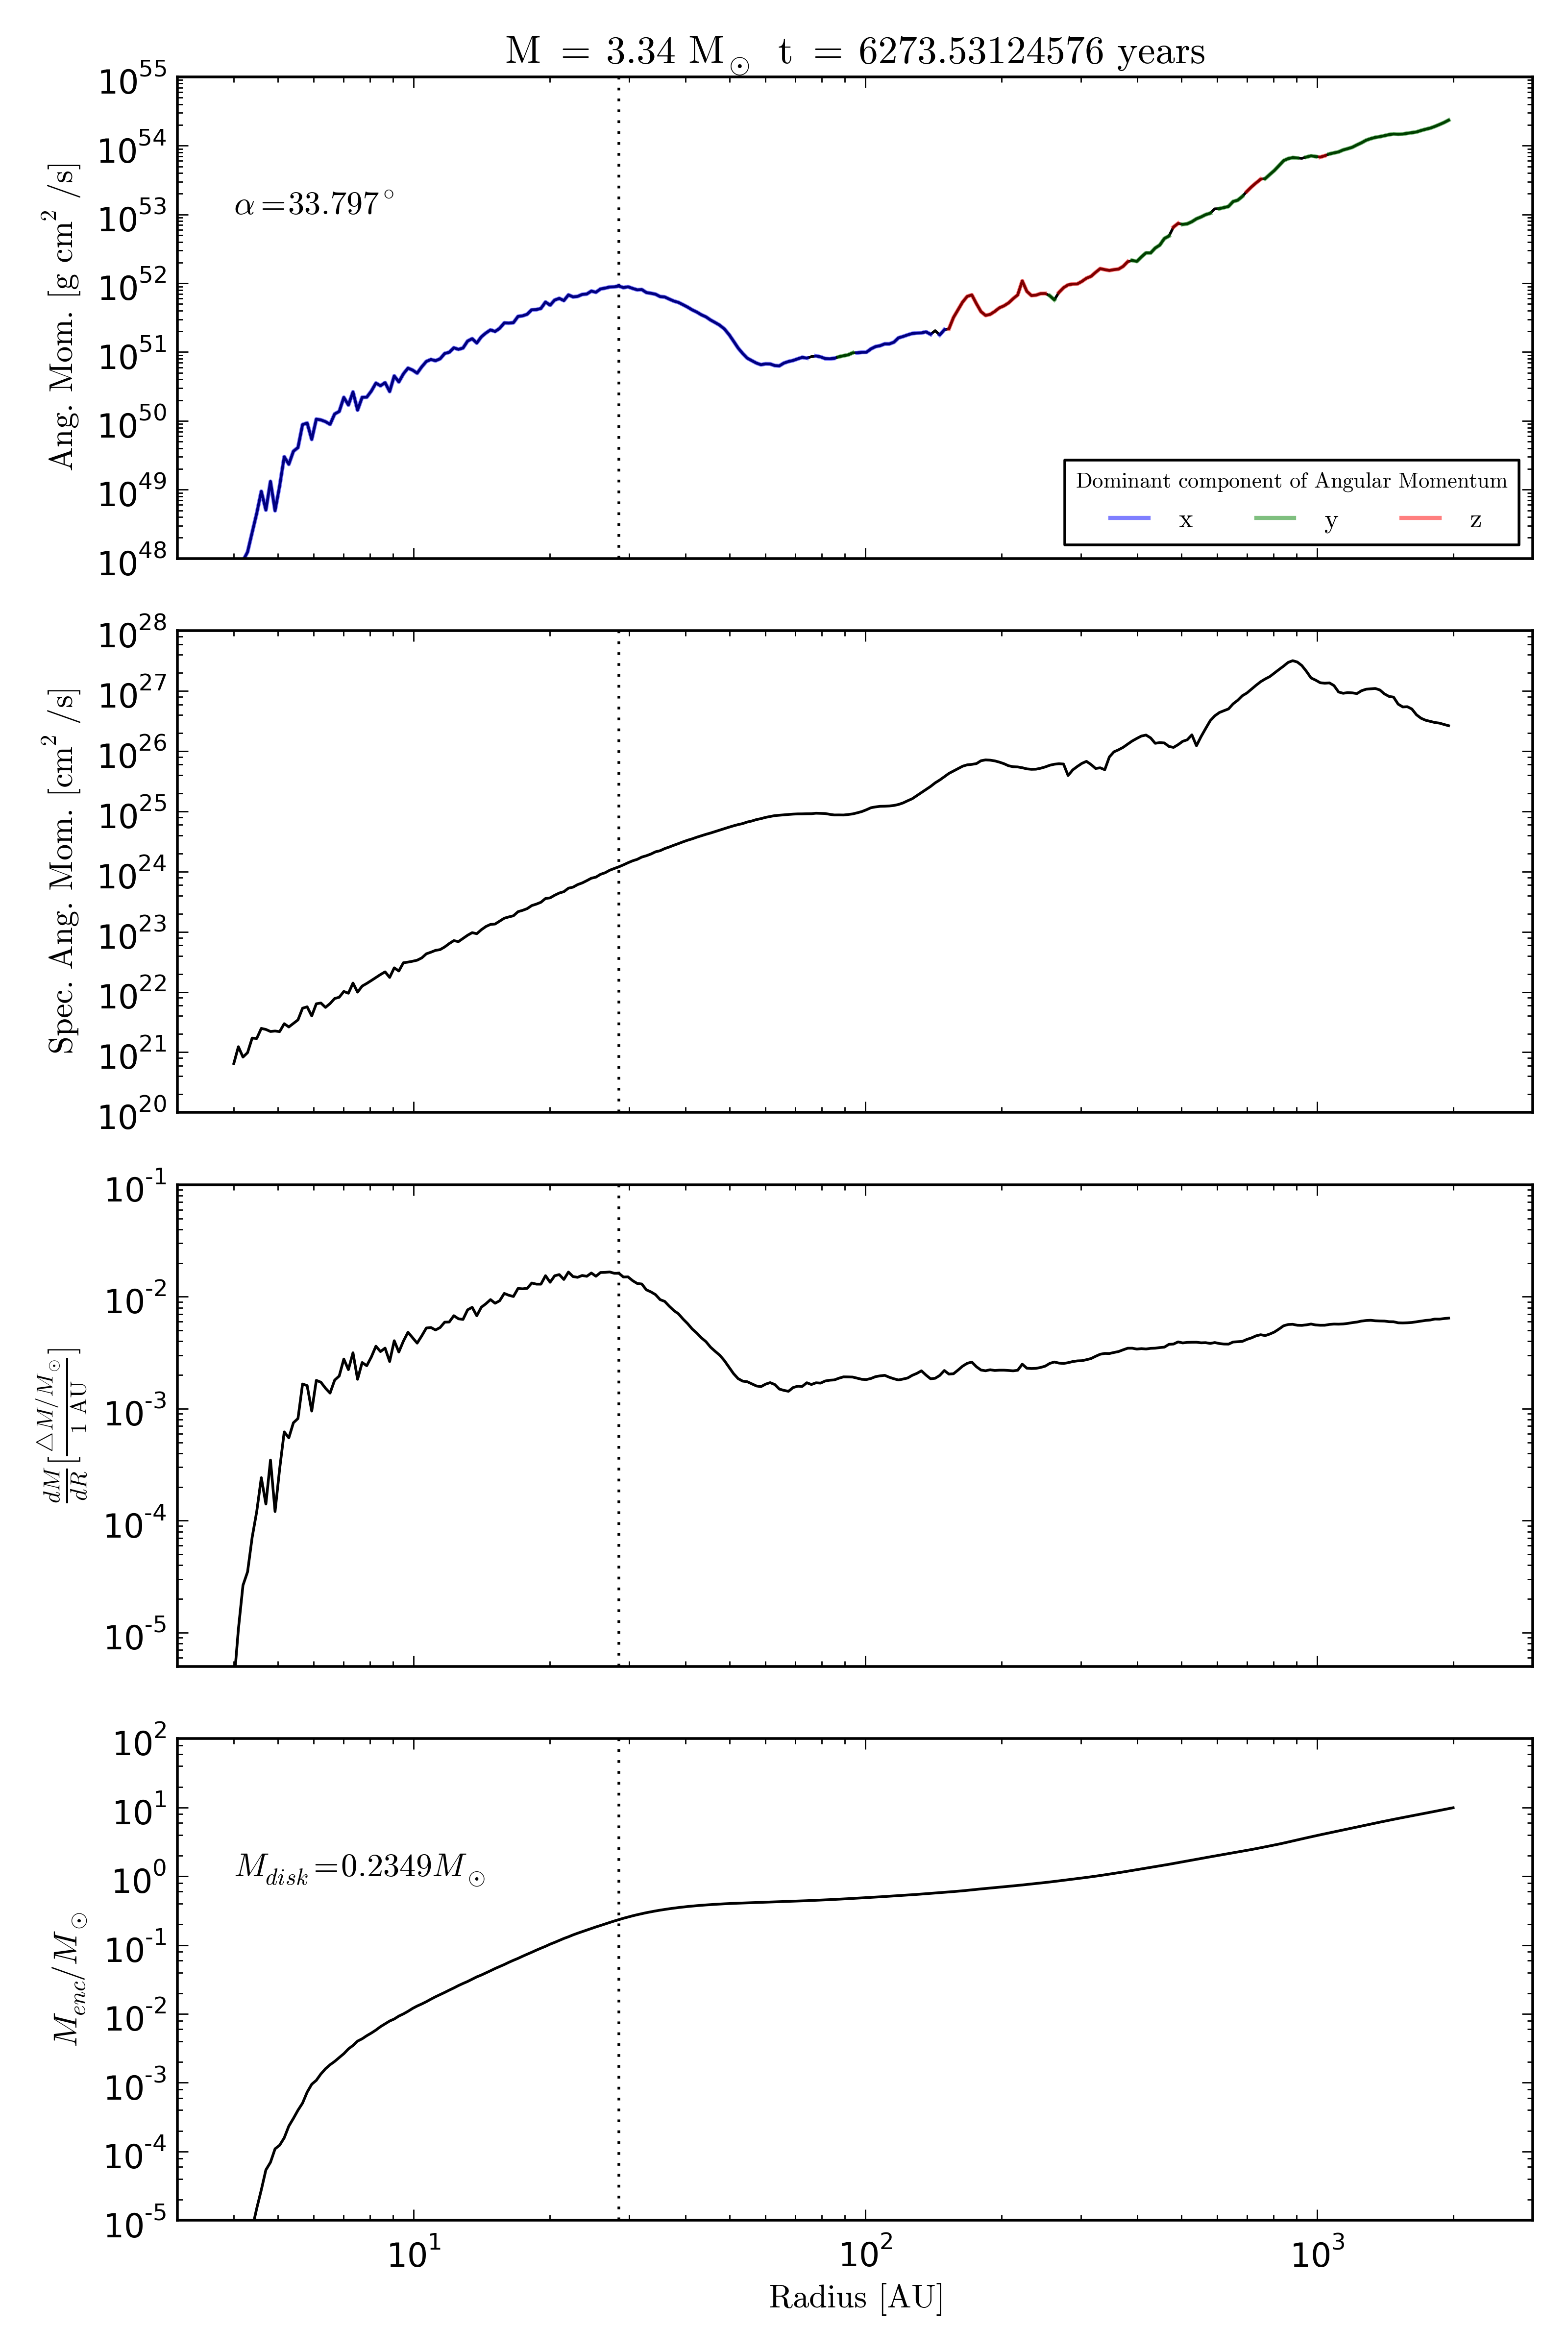 M = 3.34 M⊙ t = 6273.53124576 years
10^55
10^54
10^53
10^52
10^51
10^50
10^49
10^48
Ang. Mom. [g cm^2 /s]
α=33.797°
Dominant component of Angular Momentum
x y z
10^28
10^27
10^26
10^25
10^24
10^23
10^22
10^21
10^20
Spec. Ang. Mom. [cm^2 /s]
10^-1
10^-2
10^-3
10^-4
10^-5
dM/dR [△M/M⊙ / 1 AU]
10^2
10^1
10^0
10^-1
10^-2
10^-3
10^-4
10^-5
M_enc/M⊙
M_disk=0.2349M⊙
10^1 10^2 10^3
Radius [AU]